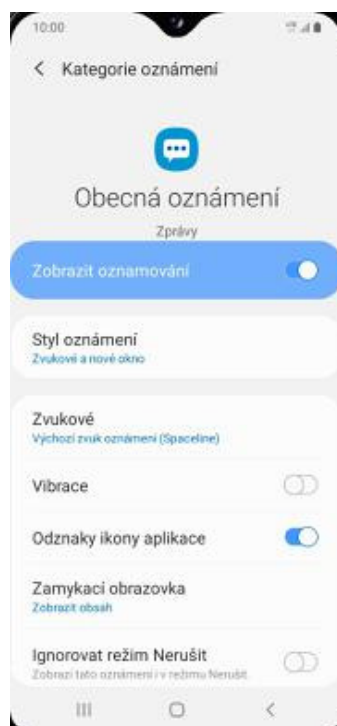 10:00
Kategorie oznámení
Obecná oznámení
Zprávy
Zobrazit oznamování
Styl oznámení
Zvukové a nové okno
Zvukové
Výchozí zvuk oznámení (Spaceline)
Vibrace
Odznaky ikony aplikace
Zamykací obrazovka
Zobrazit obsah
Ignorovat režim Nerušit
Zobrazí tato oznámení i v režimu Nerušit.